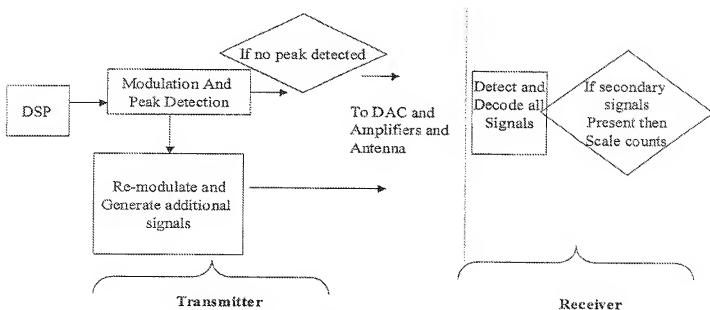 If no peak detected
Modulation And
Peak Detection
DSP
To DAC and
Amplifiers and
Antenna
Re-modulate and
Generate additional
signals
Detect and
Decode all
Signals
If secondary
signals
Present then
Scale counts
Transmitter
Receiver